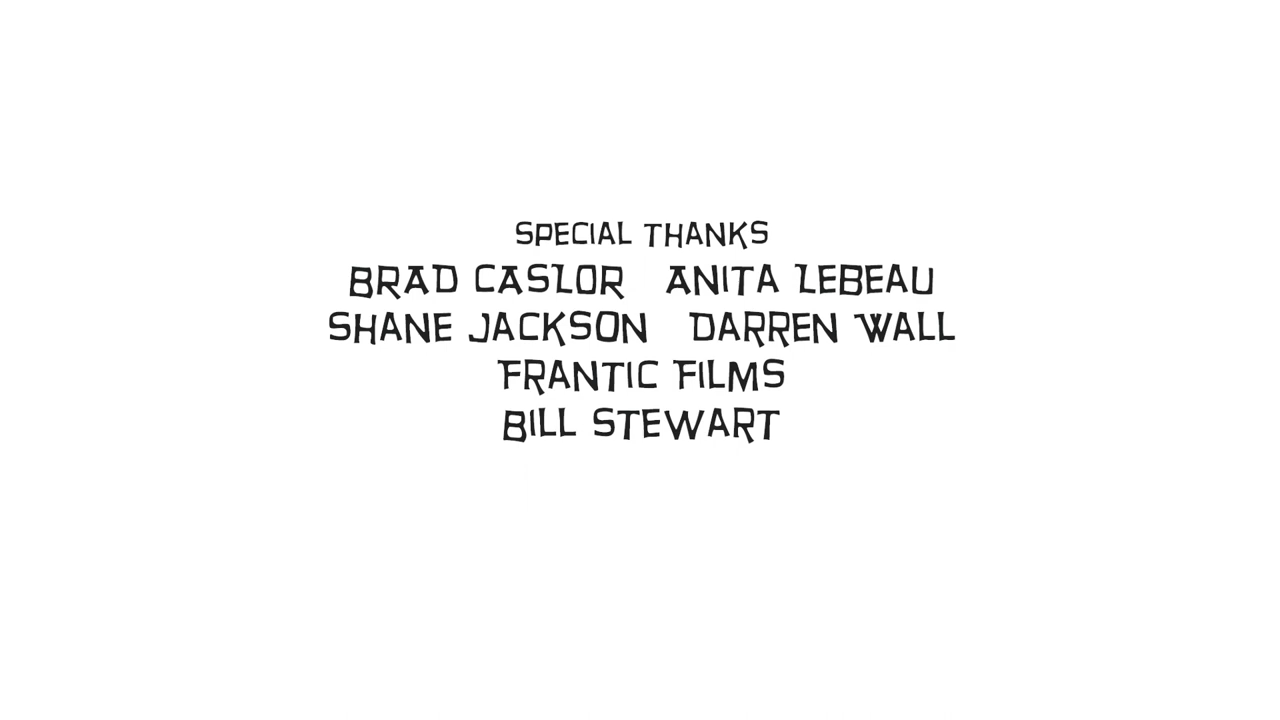 SPECIAL THANKS
BRAD CASLOR ANITA LEBEAU
SHANE JACKSON DARREN WALL
FRANTIC FILMS
BILL STEWART